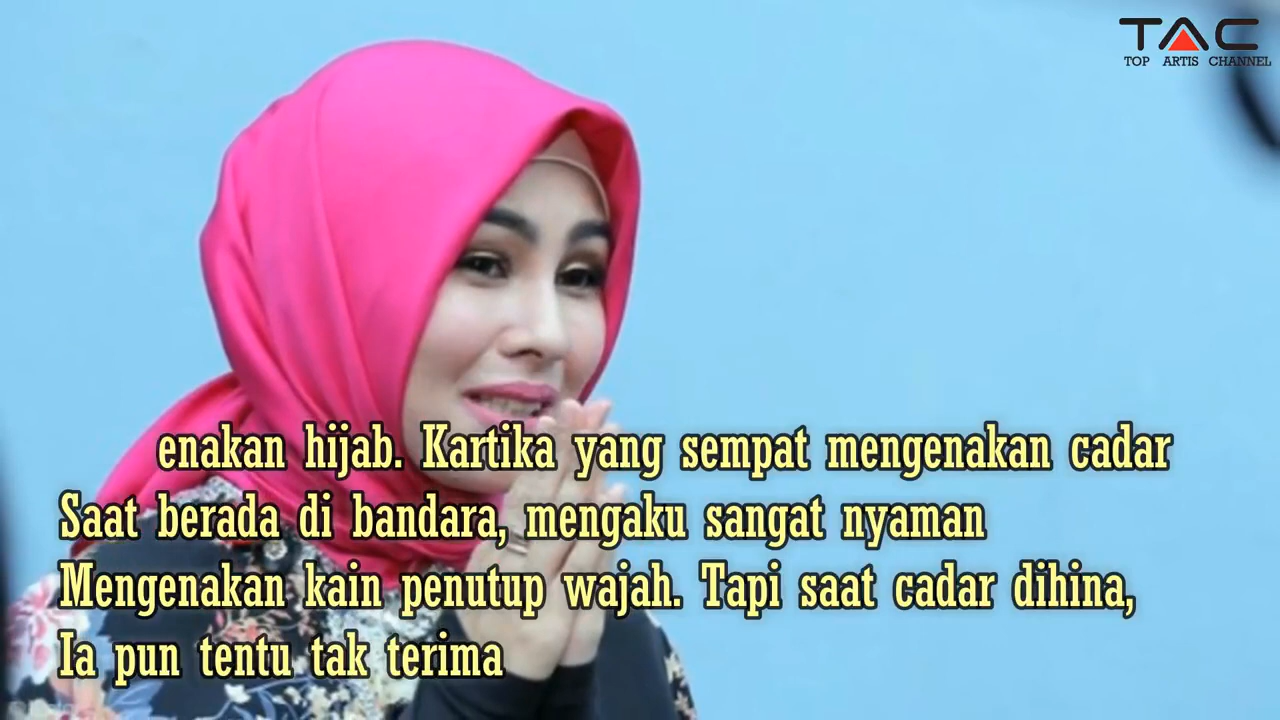 TAC
TOP ARTIS CHANNEL
enakan hijab. Kartika yang sempat mengenakan cadar
Saat berada di bandara, mengaku sangat nyaman
Mengenakan kain penutup wajah. Tapi saat cadar dihina,
Ia pun tentu tak terima